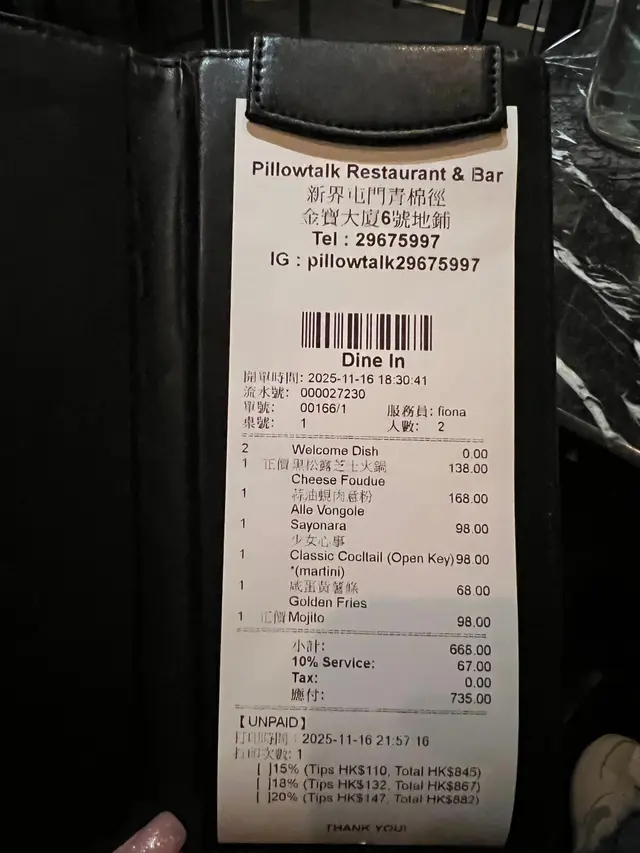 Pillowtalk Restaurant & Bar
新界屯門青棉徑
金寶大廈6號地鋪
Tel : 29675997
IG : pillowtalk29675997
Dine In
開單時間: 2025-11-16 18:30:41
流水號: 000027230
單號: 00166/1 服務員: fiona
桌號: 1 人數: 2
2 Welcome Dish 0.00
1 正價 黑松露芝士火鍋 138.00
Cheese Foudue
1 蒜油蜆肉意粉 168.00
Alle Vongole
1 Sayonara 98.00
少女心事
1 Classic Cocltail (Open Key) 98.00
*(martini)
1 咸蛋黃薯條 68.00
Golden Fries
1 正價 Mojito 98.00
小計: 668.00
10% Service: 67.00
Tax: 0.00
應付: 735.00
【UNPAID】
打印時間: 2025-11-16 21:57:16
打印次數: 1
[ ]15% (Tips HK$110, Total HK$845)
[ ]18% (Tips HK$132, Total HK$867)
[ ]20% (Tips HK$147, Total HK$882)
THANK YOU!